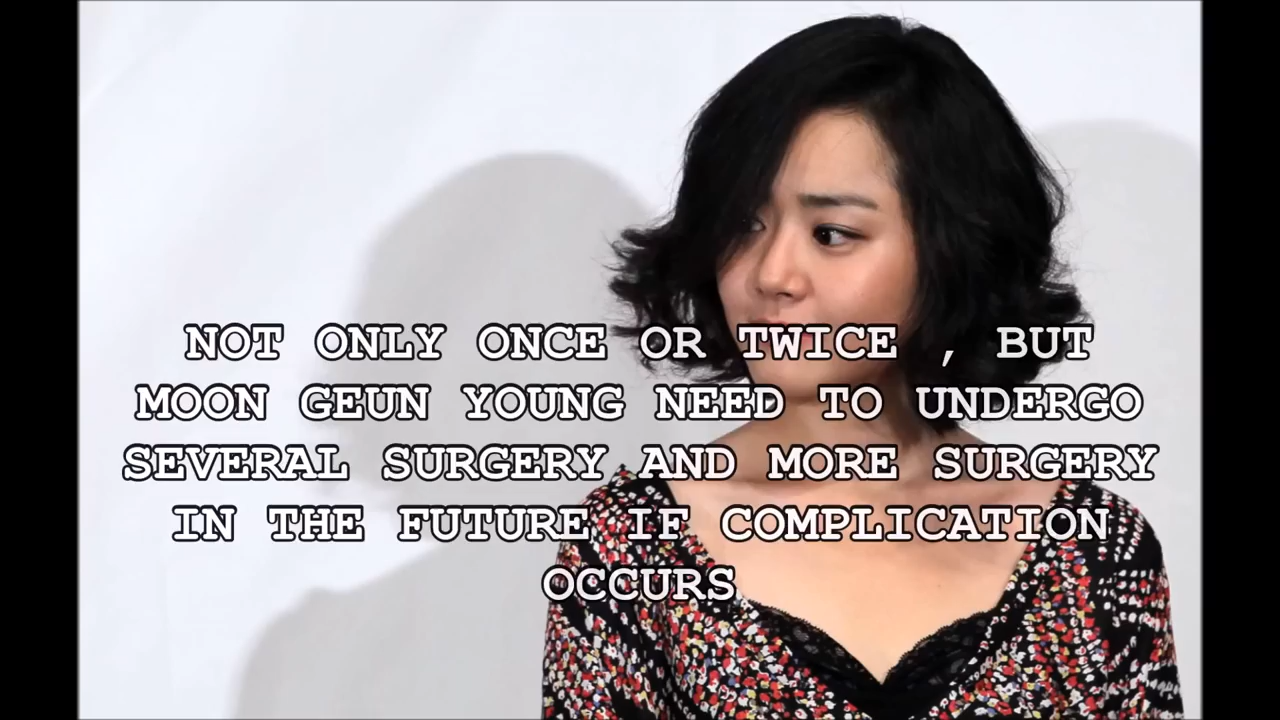 NOT ONLY ONCE OR TWICE , BUT
MOON GEUN YOUNG NEED TO UNDERGO
SEVERAL SURGERY AND MORE SURGERY
IN THE FUTURE IF COMPLICATION
OCCURS